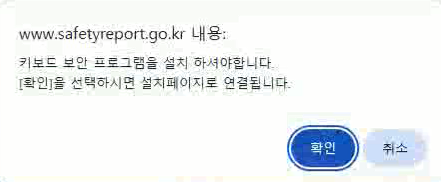 www.safetyreport.go.kr 내용:
키보드 보안 프로그램을 설치 하셔야합니다.
[확인]을 선택하시면 설치페이지로 연결됩니다.
확인 취소